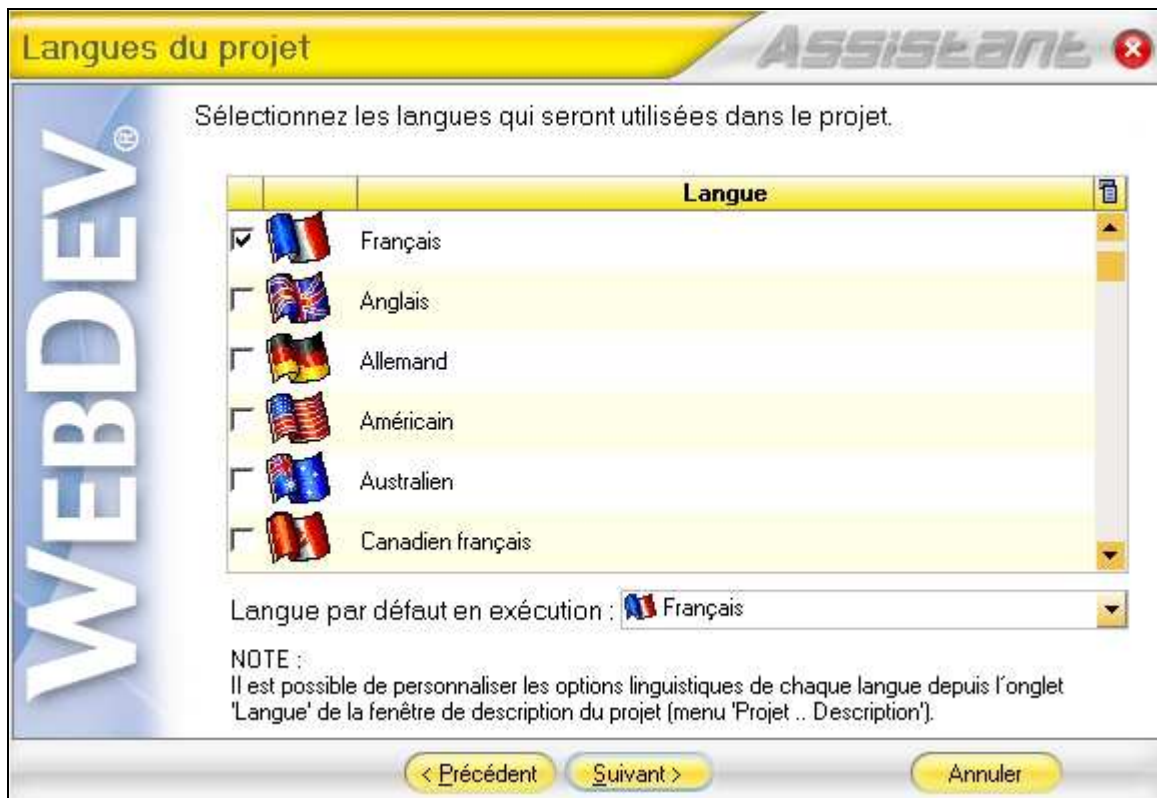 Langues du projet
Assistant
WEBDEV®
Sélectionnez les langues qui seront utilisées dans le projet.
Langue
Français
Anglais
Allemand
Américain
Australien
Canadien français
Langue par défaut en exécution : Français
NOTE :
Il est possible de personnaliser les options linguistiques de chaque langue depuis l'onglet
'Langue' de la fenêtre de description du projet (menu 'Projet .. Description').
< Précédent
Suivant >
Annuler